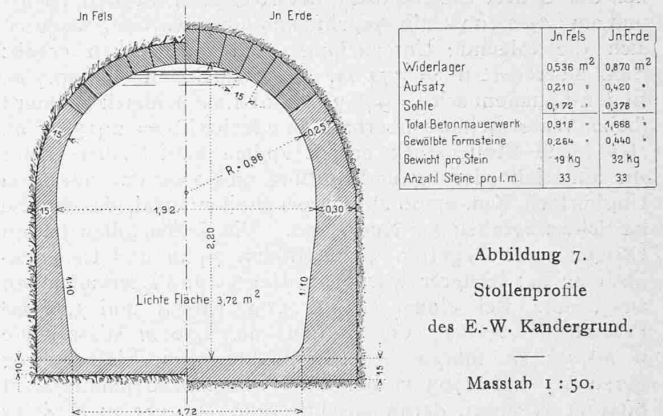 Jn Fels
Jn Erde
15
15
0,25
R = 0,96
15
1,92
0,30
2,20
1:10
1:10
Lichte Fläche 3,72 m²
10
15
1,72
Jn Fels Jn Erde
Widerlager 0,536 m² 0,870 m²
Aufsatz 0,210 " 0,420 "
Sohle 0,172 " 0,378 "
Total Betonmauerwerk 0,918 " 1,668 "
Gewölbte Formsteine 0,264 " 0,440 "
Gewicht pro Stein 19 kg 32 kg
Anzahl Steine pro l.m. 33 33
Abbildung 7.
Stollenprofile
des E.-W. Kandergrund.
Masstab 1 : 50.